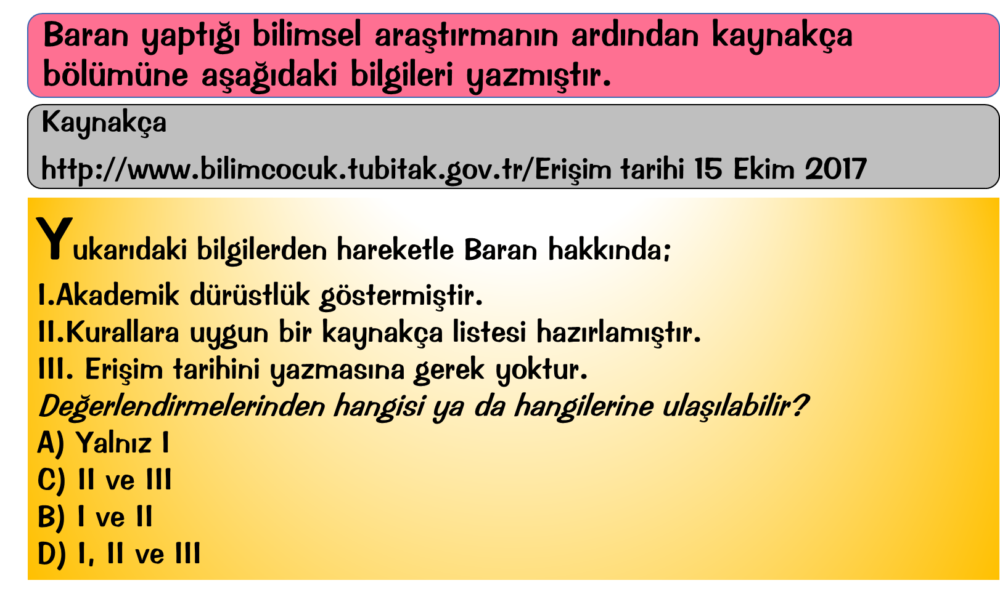 Baran yaptığı bilimsel araştırmanın ardından kaynakça
bölümüne aşağıdaki bilgileri yazmıştır.
Kaynakça
http://www.bilimcocuk.tubitak.gov.tr/Erişim tarihi 15 Ekim 2017
Yukarıdaki bilgilerden hareketle Baran hakkında;
I.Akademik dürüstlük göstermiştir.
II.Kurallara uygun bir kaynakça listesi hazırlamıştır.
III. Erişim tarihini yazmasına gerek yoktur.
Değerlendirmelerinden hangisi ya da hangilerine ulaşılabilir?
A) Yalnız I
C) II ve III
B) I ve II
D) I, II ve III